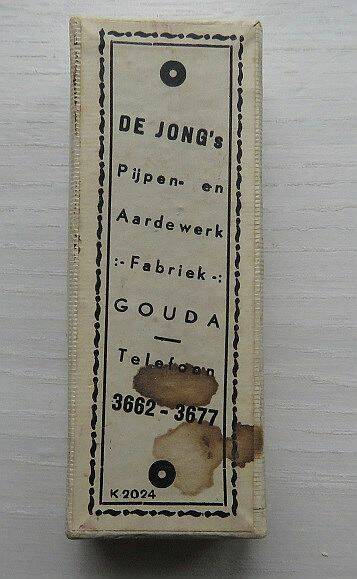 DE JONG's
Pijpen- en
Aardewerk
:-Fabriek-:
GOUDA
Telefoon
3662-3677
K 2024